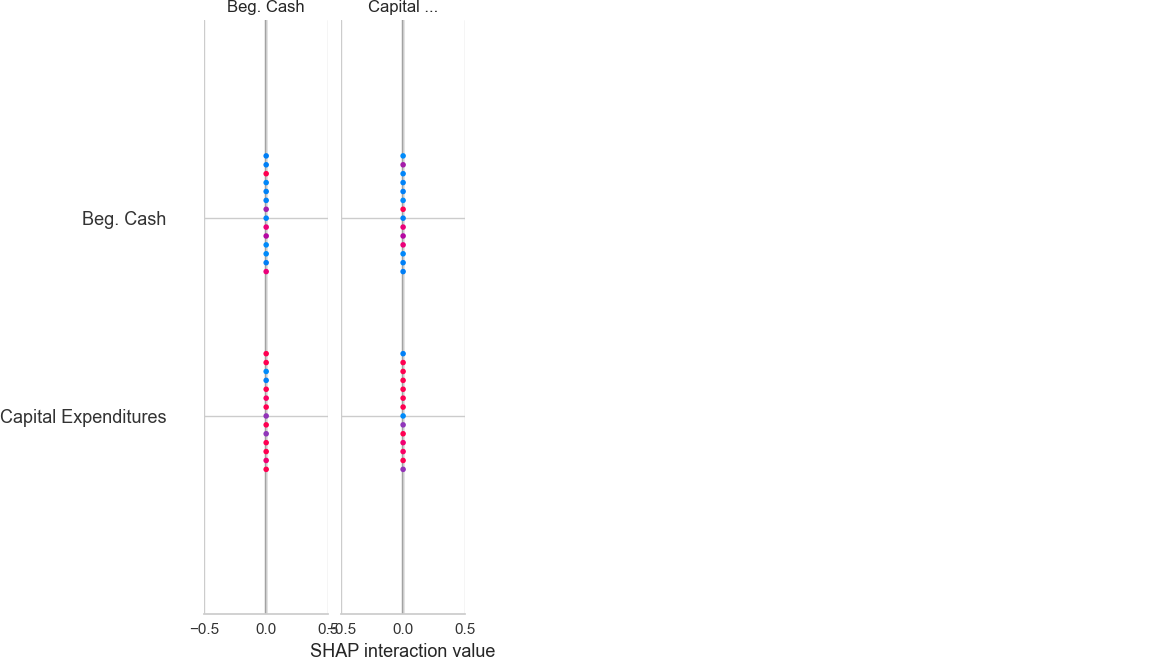 Beg. Cash Capital ...
Beg. Cash
Capital Expenditures
−0.5 0.0 0.5 −0.5 0.0 0.5
SHAP interaction value